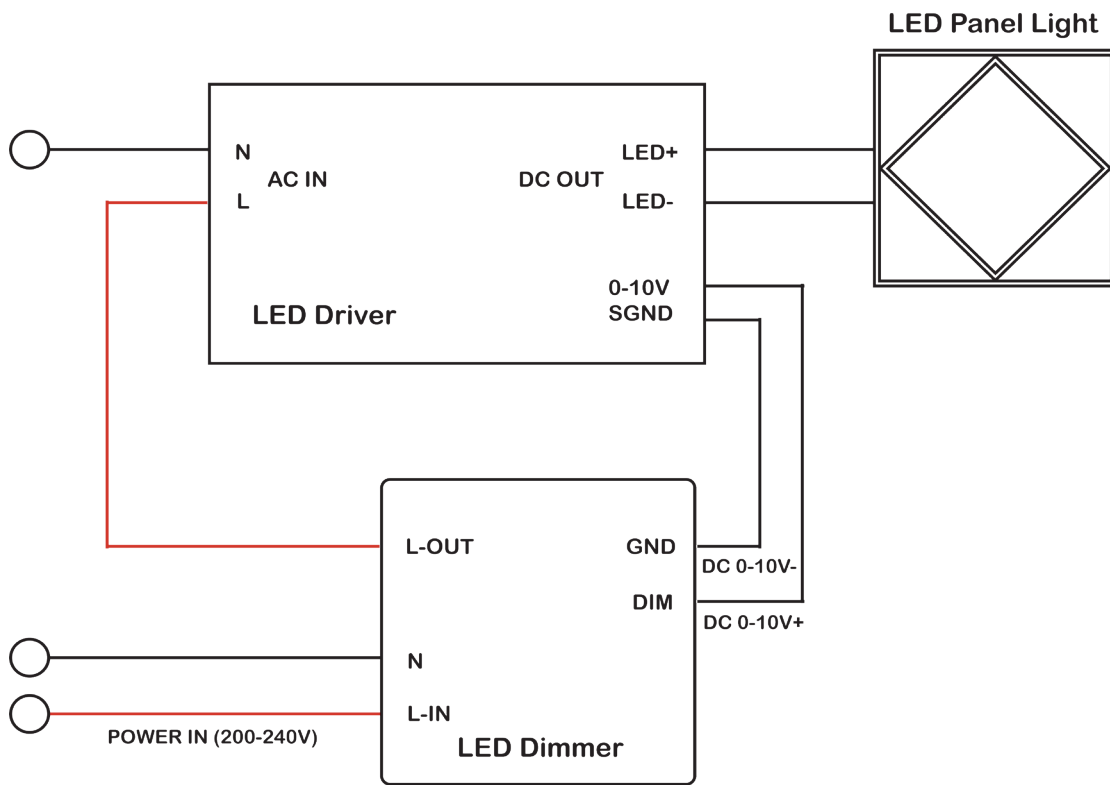 LED Panel Light
N
AC IN
L
LED+
DC OUT
LED-
0-10V
SGND
LED Driver
L-OUT
GND
DC 0-10V-
DIM
DC 0-10V+
N
L-IN
POWER IN (200-240V)
LED Dimmer